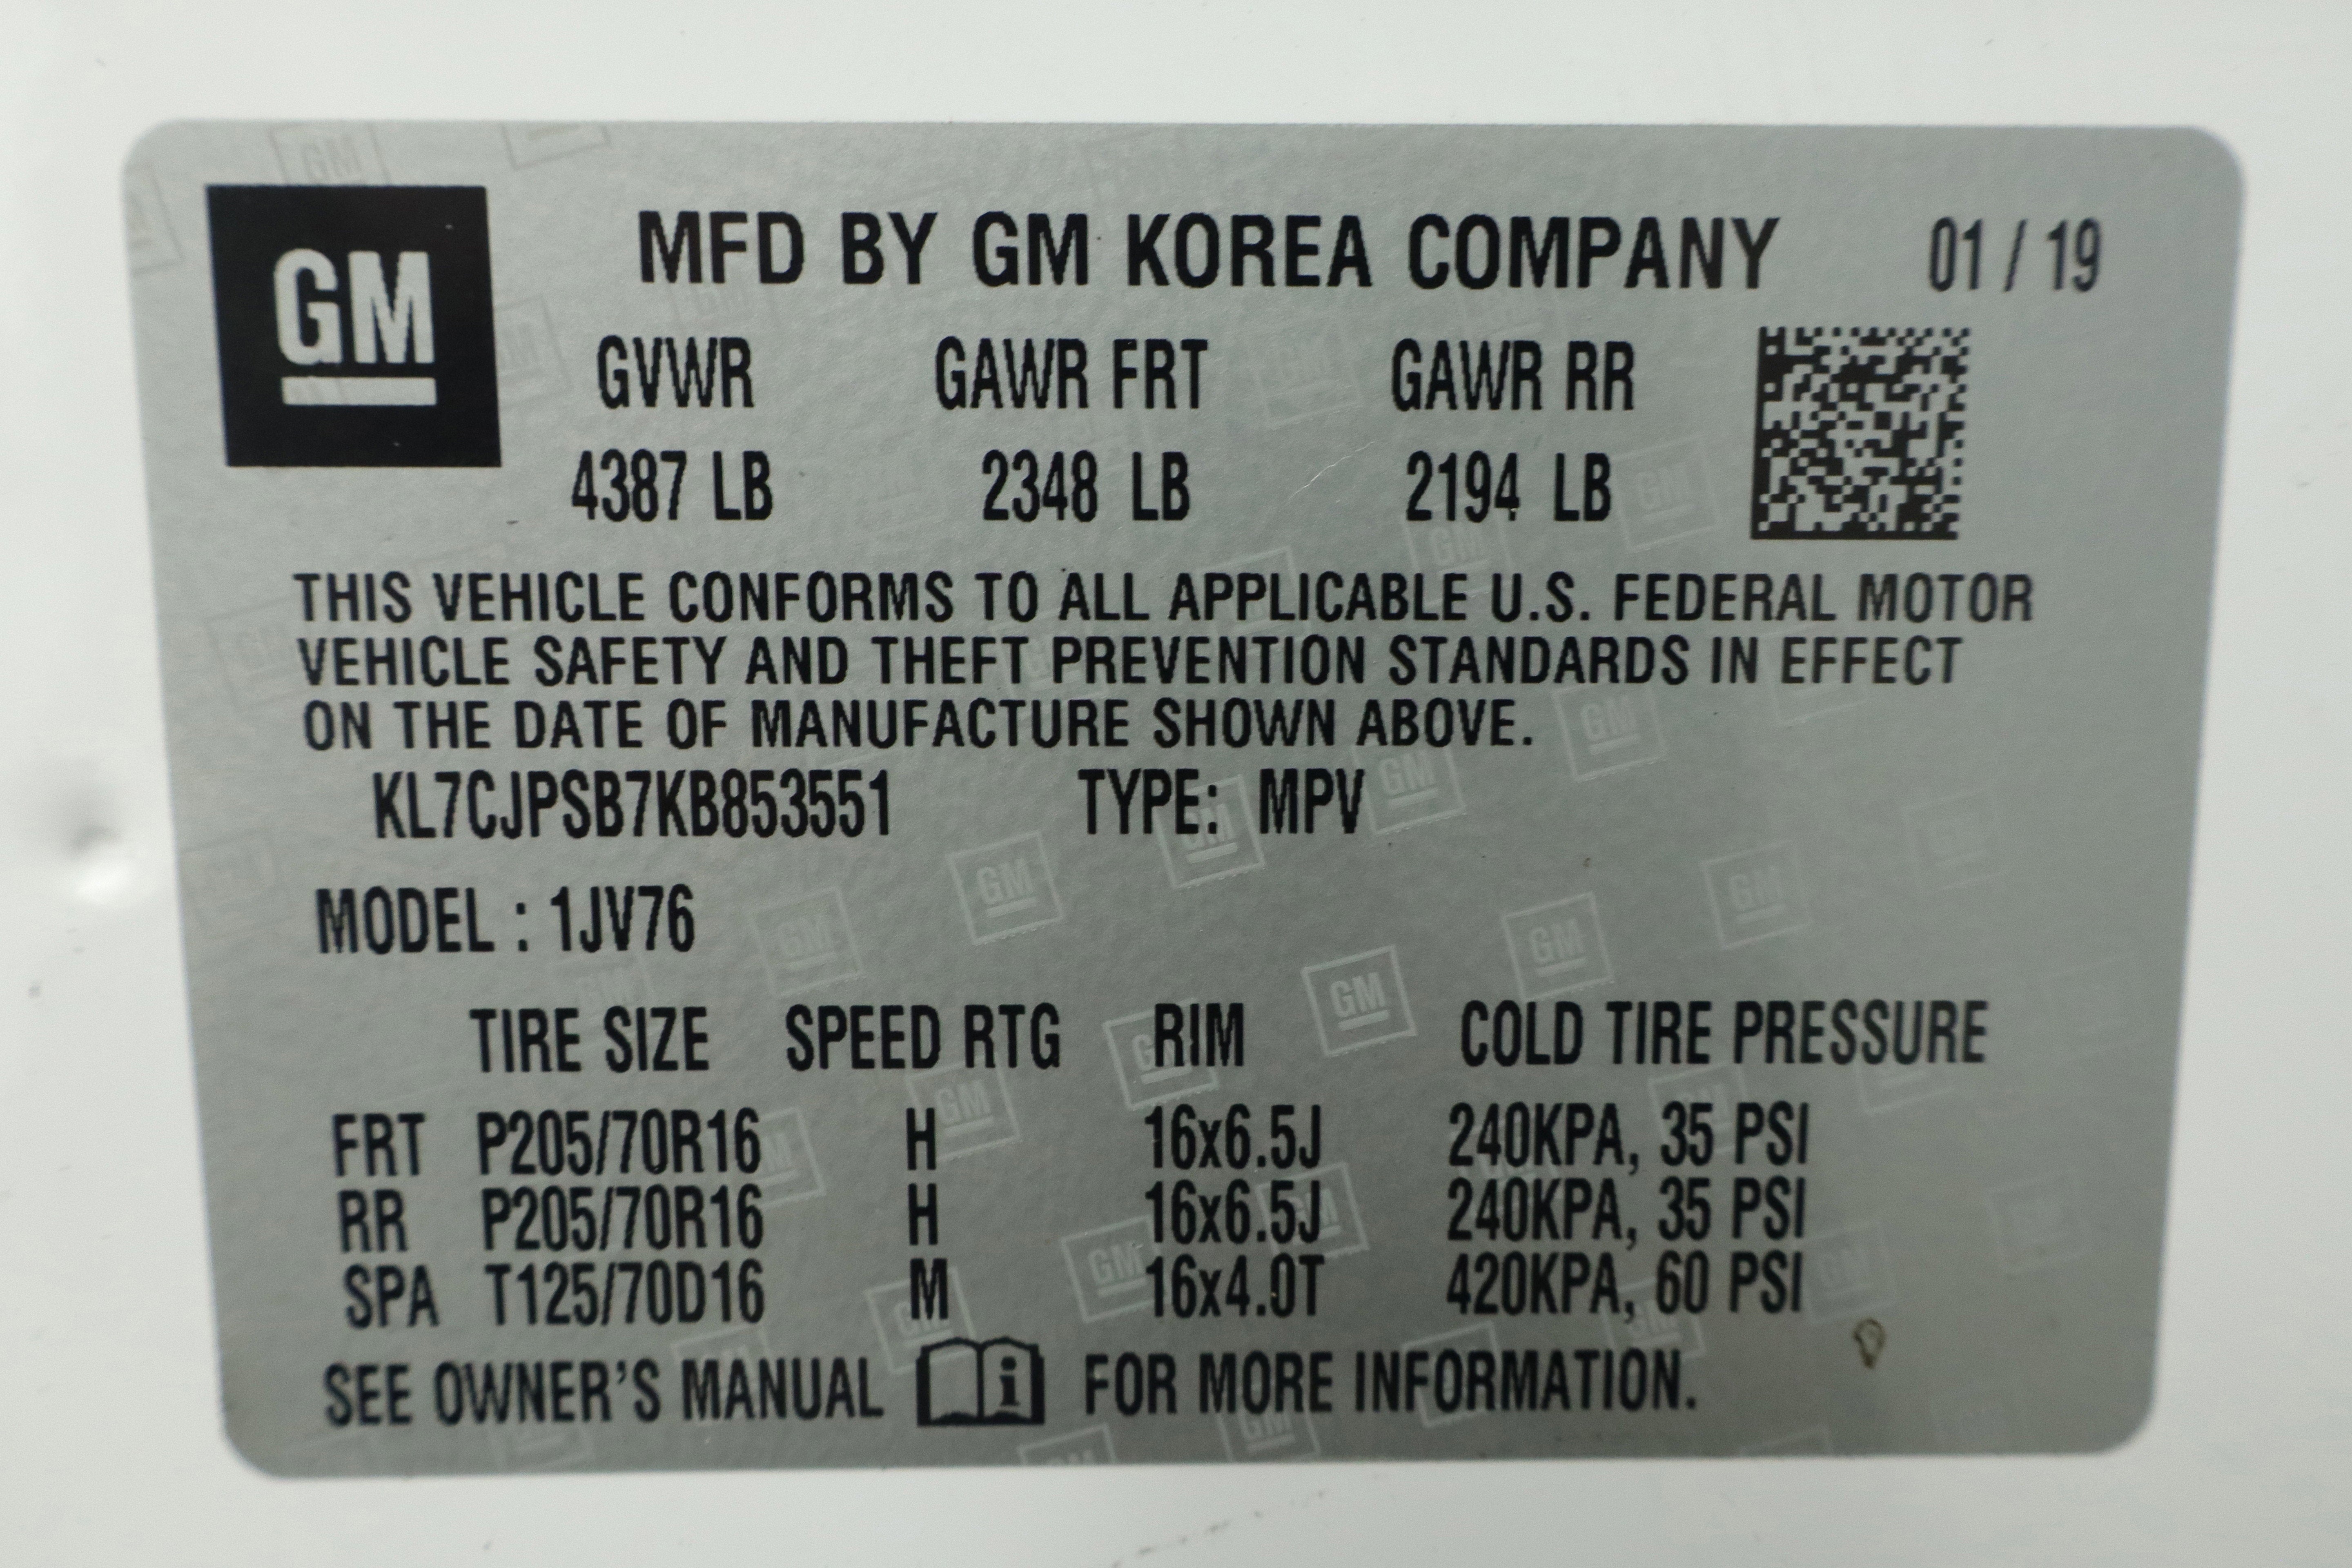 GM
MFD BY GM KOREA COMPANY 01 / 19
GVWR GAWR FRT GAWR RR
4387 LB 2348 LB 2194 LB
THIS VEHICLE CONFORMS TO ALL APPLICABLE U.S. FEDERAL MOTOR
VEHICLE SAFETY AND THEFT PREVENTION STANDARDS IN EFFECT
ON THE DATE OF MANUFACTURE SHOWN ABOVE.
KL7CJPSB7KB853551 TYPE: MPV
MODEL : 1JV76
TIRE SIZE SPEED RTG RIM COLD TIRE PRESSURE
FRT P205/70R16 H 16x6.5J 240KPA, 35 PSI
RR P205/70R16 H 16x6.5J 240KPA, 35 PSI
SPA T125/70D16 M 16x4.0T 420KPA, 60 PSI
SEE OWNER'S MANUAL i FOR MORE INFORMATION.